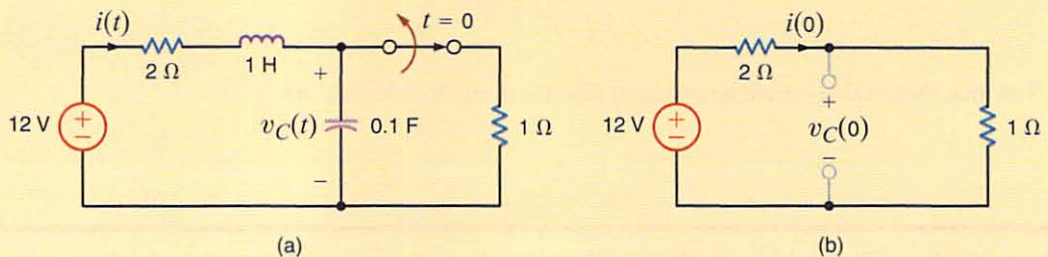 i(t)
t = 0
2 Ω
1 H
+
12 V
+
−
v_C(t)
0.1 F
1 Ω
−
(a)
i(0)
2 Ω
12 V
+
−
+
v_C(0)
−
1 Ω
(b)